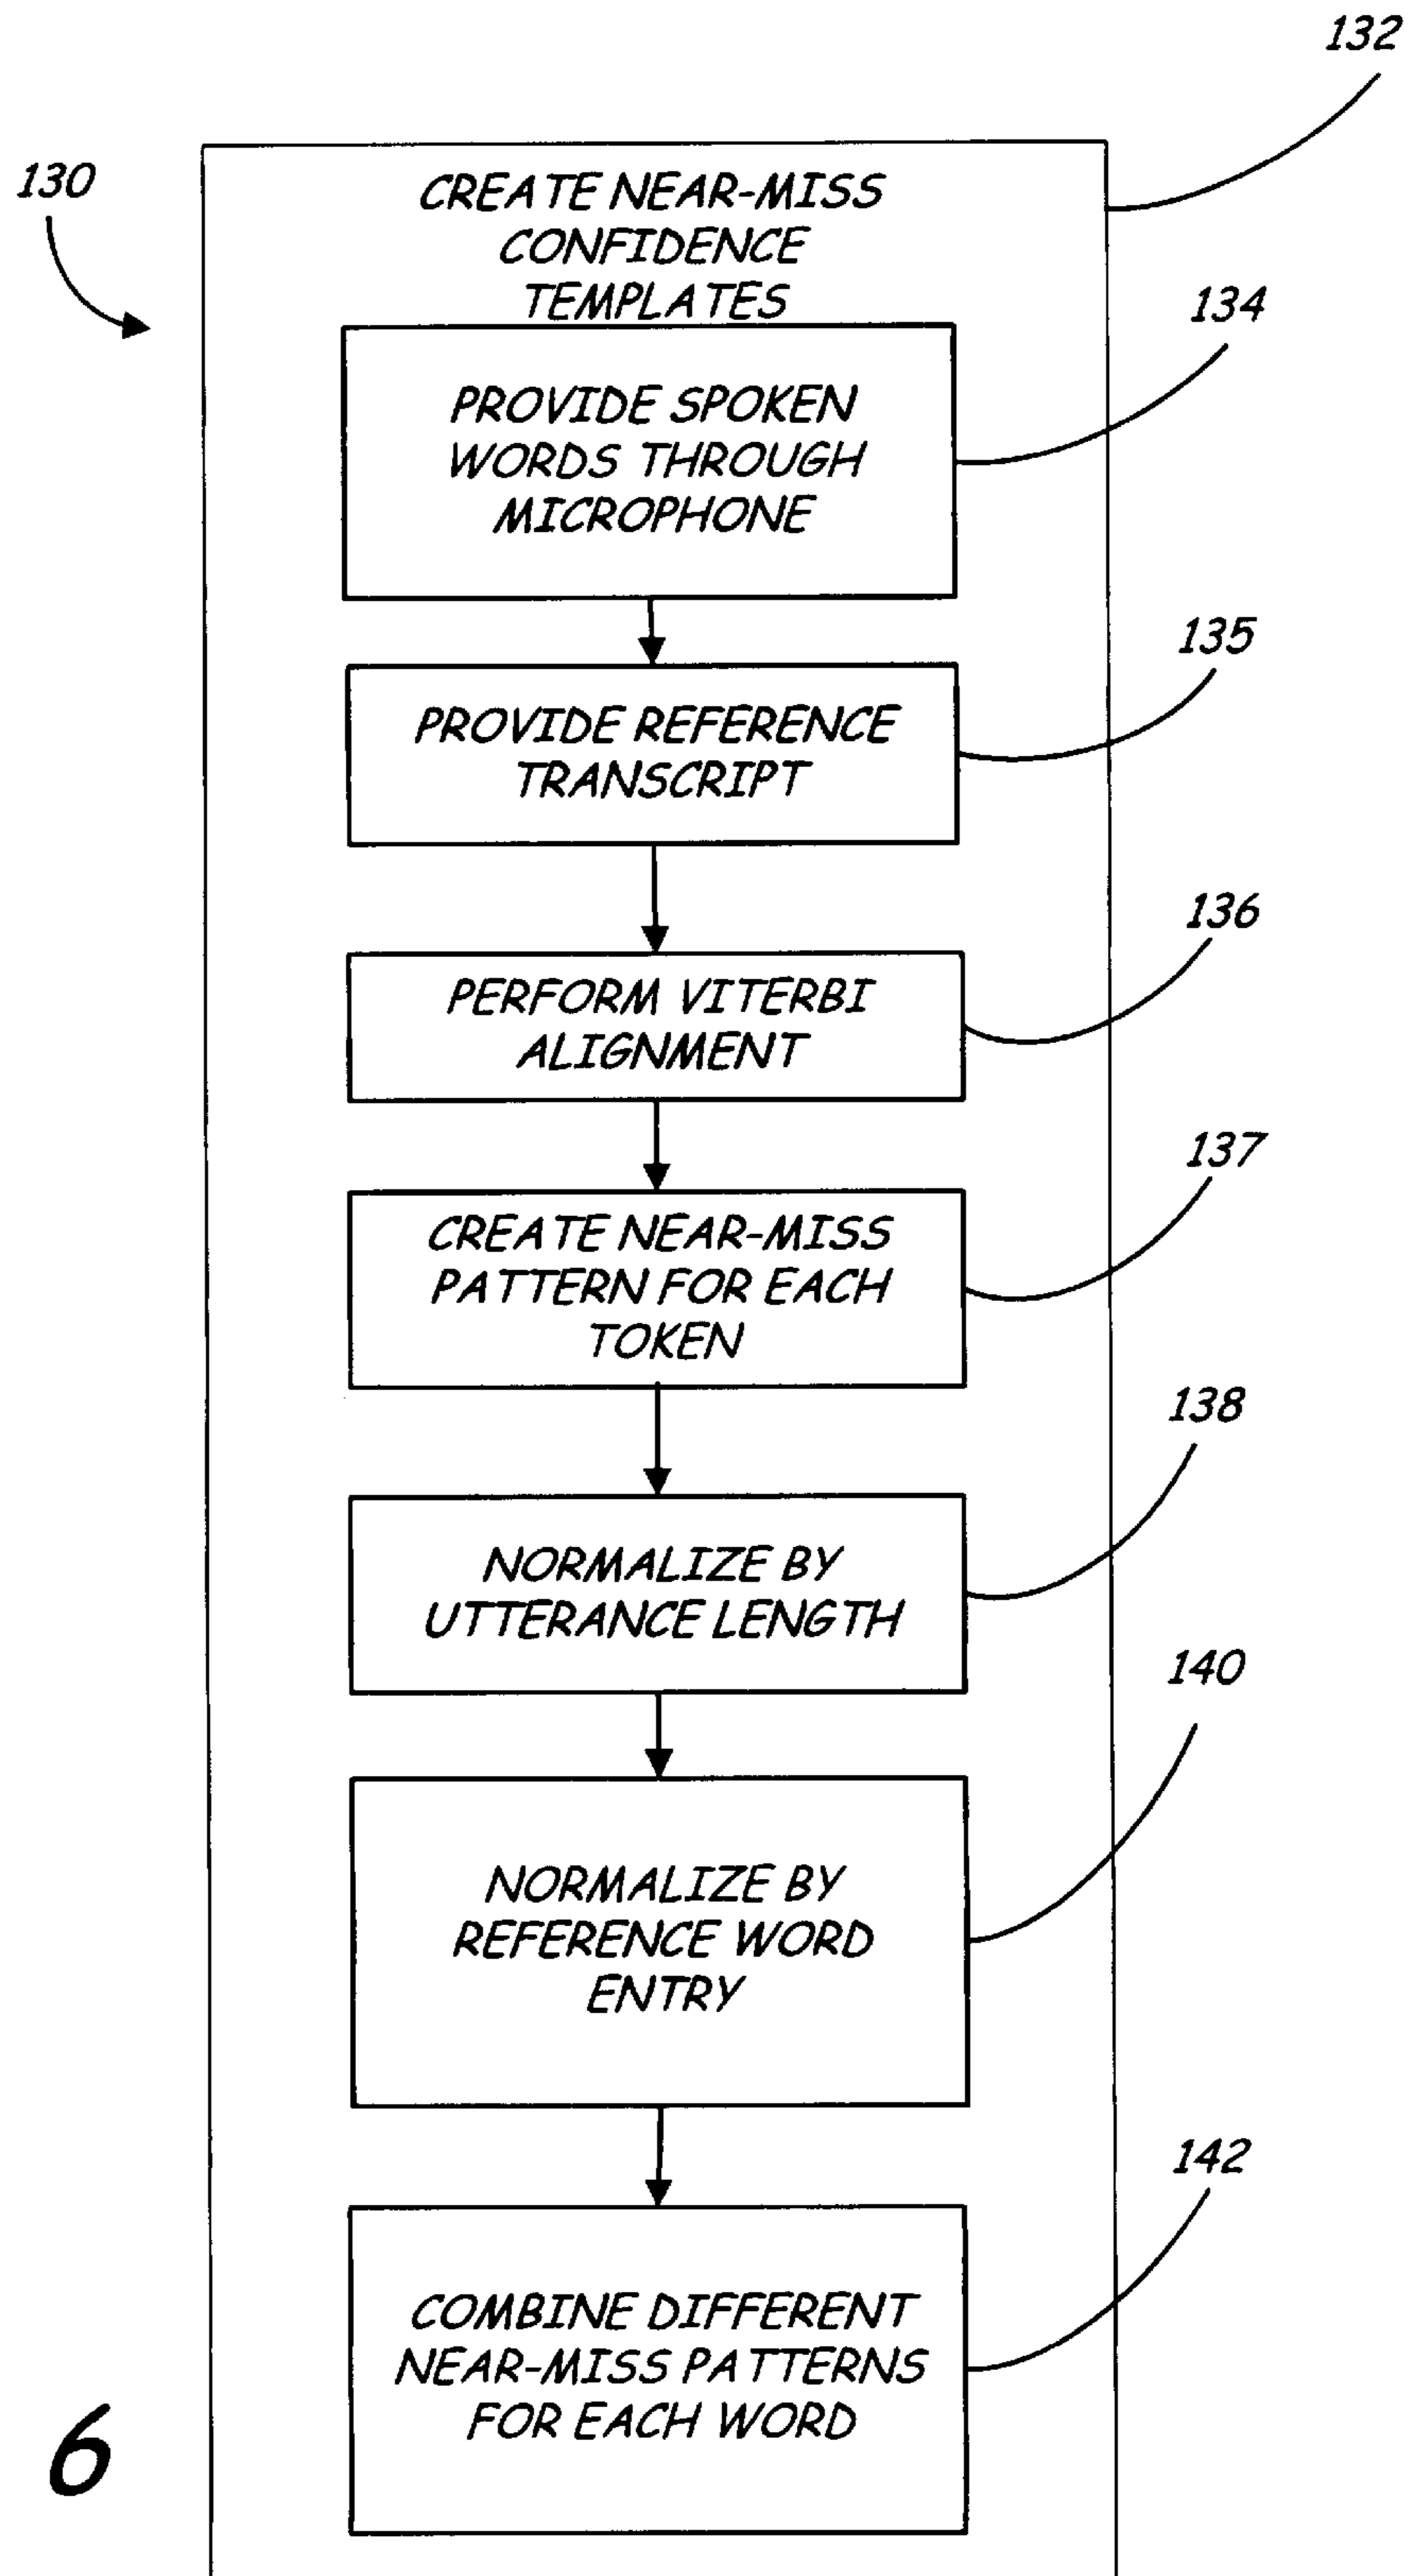 132
130
CREATE NEAR-MISS
CONFIDENCE
TEMPLATES
134
PROVIDE SPOKEN
WORDS THROUGH
MICROPHONE
135
PROVIDE REFERENCE
TRANSCRIPT
136
PERFORM VITERBI
ALIGNMENT
137
CREATE NEAR-MISS
PATTERN FOR EACH
TOKEN
138
NORMALIZE BY
UTTERANCE LENGTH
140
NORMALIZE BY
REFERENCE WORD
ENTRY
142
COMBINE DIFFERENT
NEAR-MISS PATTERNS
FOR EACH WORD
6